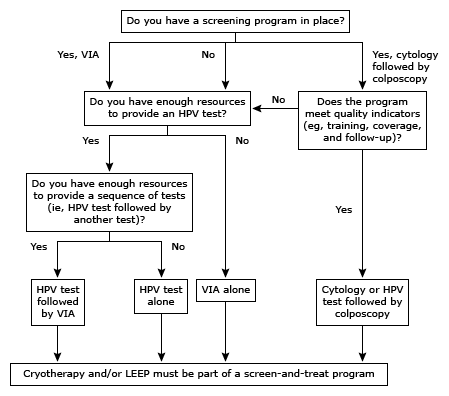 Do you have a screening program in place?
Yes, VIA
No
Yes, cytology
followed by
colposcopy
Do you have enough resources
to provide an HPV test?
No
Does the program
meet quality indicators
(eg, training, coverage,
and follow-up)?
Yes
No
Do you have enough resources
to provide a sequence of tests
(ie, HPV test followed by
another test)?
Yes
Yes
No
HPV test
followed
by VIA
HPV test
alone
VIA alone
Cytology or HPV
test followed by
colposcopy
Cryotherapy and/or LEEP must be part of a screen-and-treat program